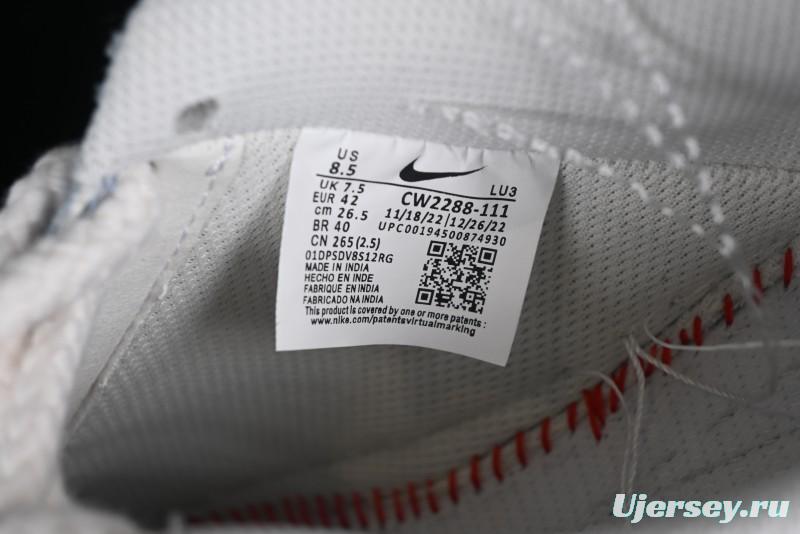 US
8.5
UK 7.5
EUR 42
cm 26.5
BR 40
CN 265 (2.5)
LU3
CW2288-111
11/18/22 | 12/26/22
UPC00194500874930
01DPSDV8S12RG
MADE IN INDIA
HECHO EN INDE
FABRIQUE EN INDIA
FABRICADO NA INDIA
This product is covered by one or more patents :
www.nike.com/patentsvirtualmarking
Ujersey.ru